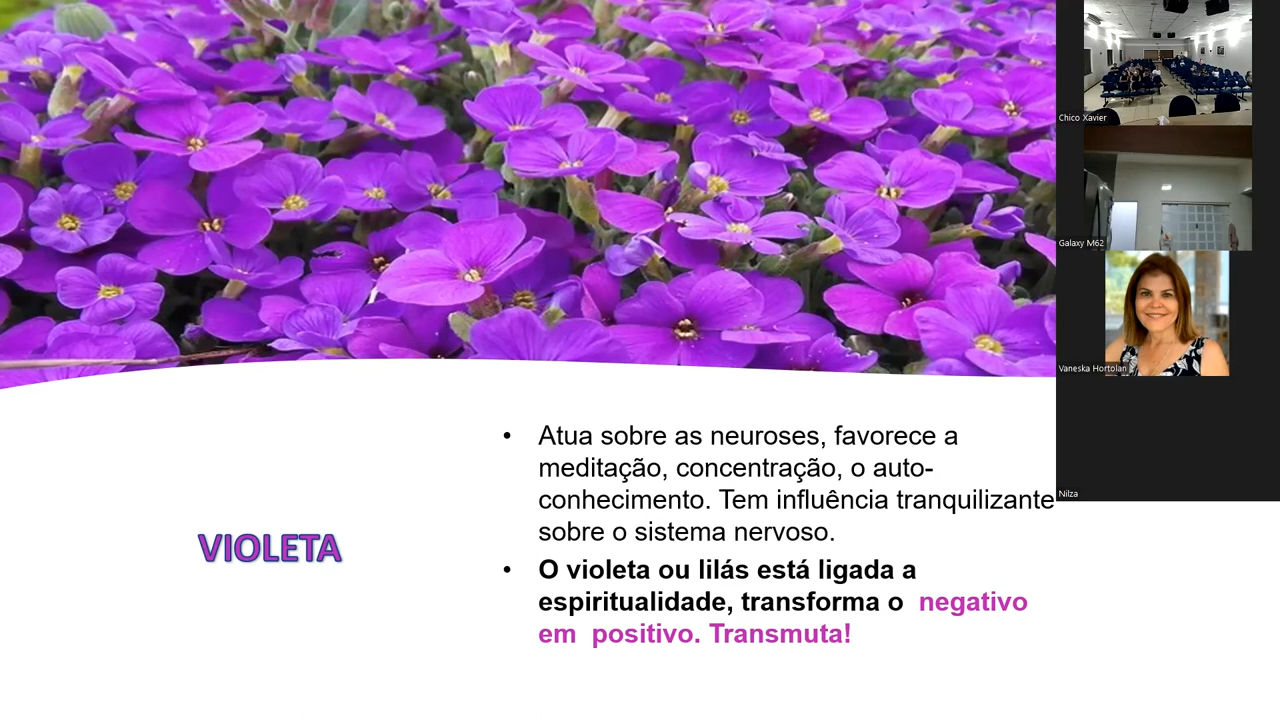 Chico Xavier
Galaxy M62
Vaneska Hortolan
Nilza
VIOLETA
• Atua sobre as neuroses, favorece a
meditação, concentração, o auto-
conhecimento. Tem influência tranquilizante
sobre o sistema nervoso.
• O violeta ou lilás está ligada a
espiritualidade, transforma o negativo
em positivo. Transmuta!